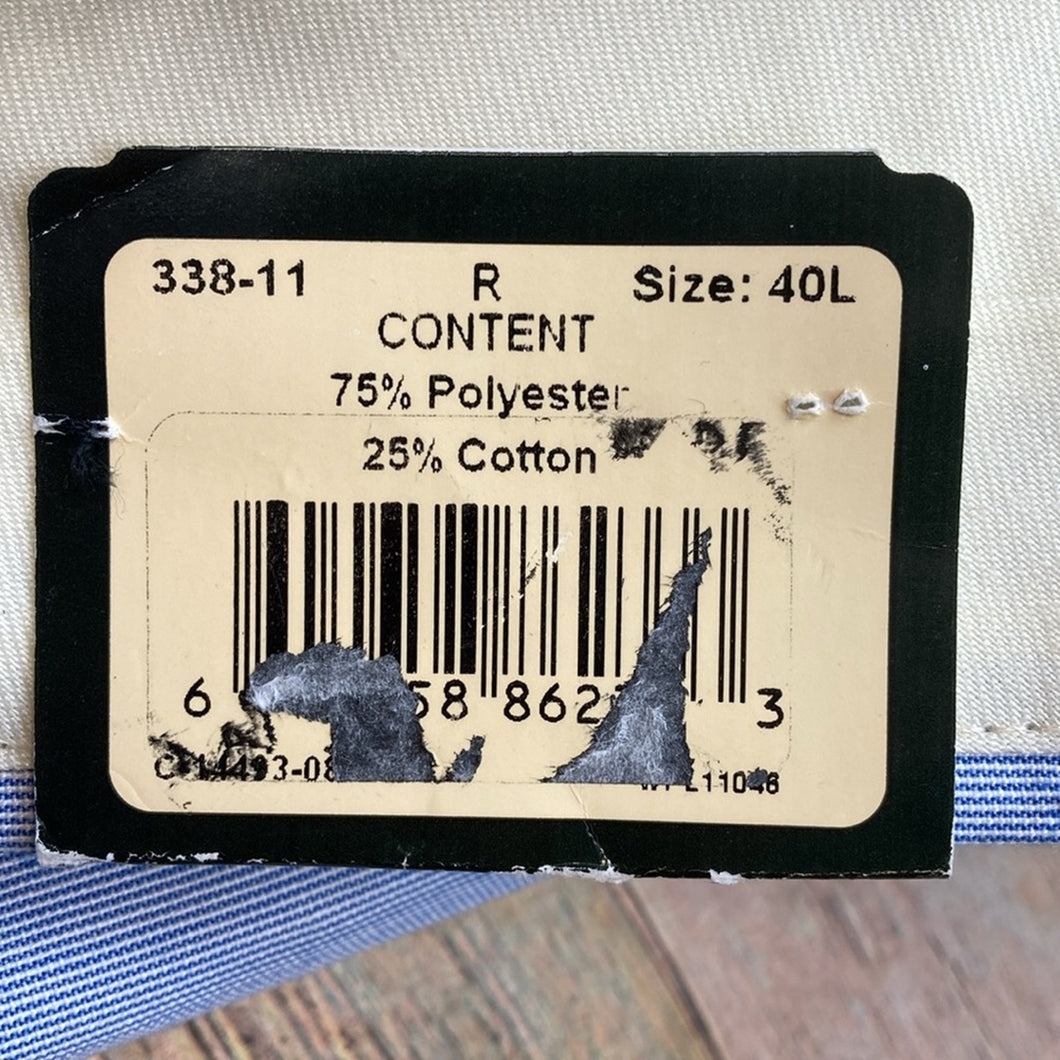 338-11 R Size: 40L
CONTENT
75% Polyester
25% Cotton
6 58 862 3